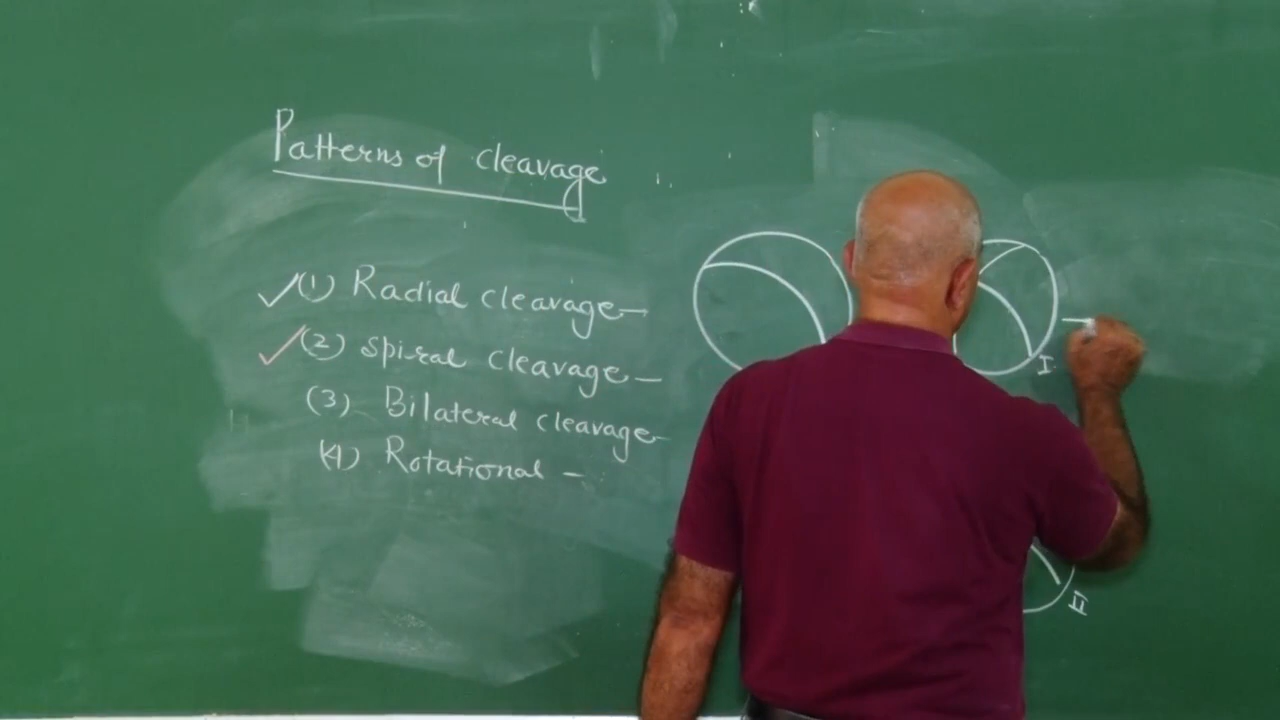 Patterns of cleavage
(1) Radial cleavage-
(2) Spiral cleavage-
(3) Bilateral cleavage-
(4) Rotational -
I
II